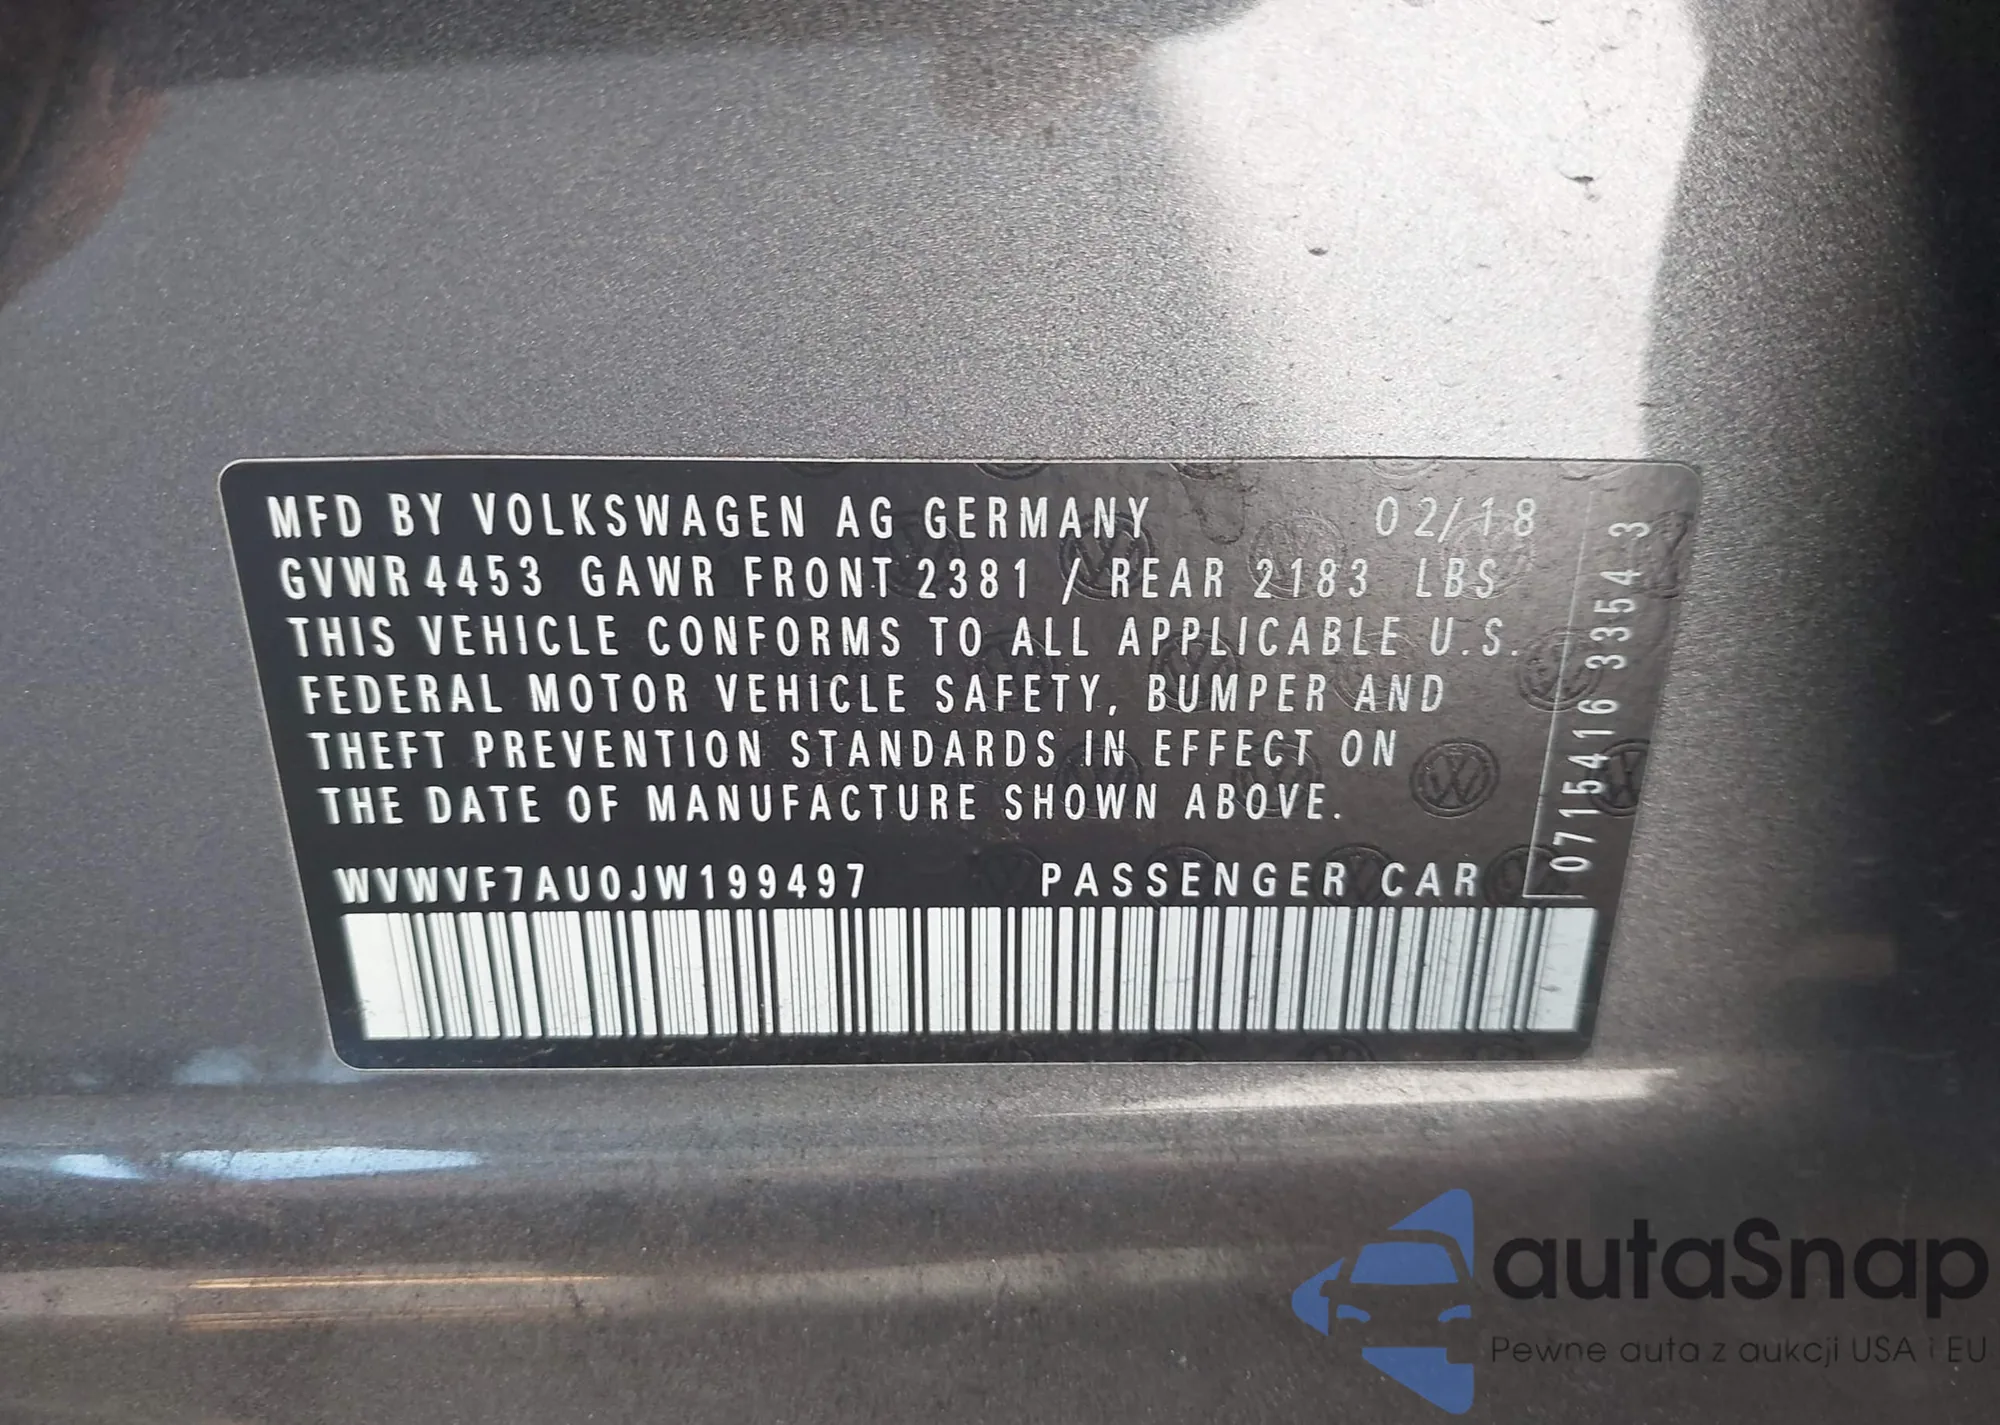 MFD BY VOLKSWAGEN AG GERMANY 02/18
GVWR 4453 GAWR FRONT 2381 / REAR 2183 LBS
THIS VEHICLE CONFORMS TO ALL APPLICABLE U.S.
FEDERAL MOTOR VEHICLE SAFETY, BUMPER AND
THEFT PREVENTION STANDARDS IN EFFECT ON
THE DATE OF MANUFACTURE SHOWN ABOVE.
WVWVF7AU0JW199497 PASSENGER CAR
0715416 3354 3
autaSnap
Pewne auta z aukcji USA i EU